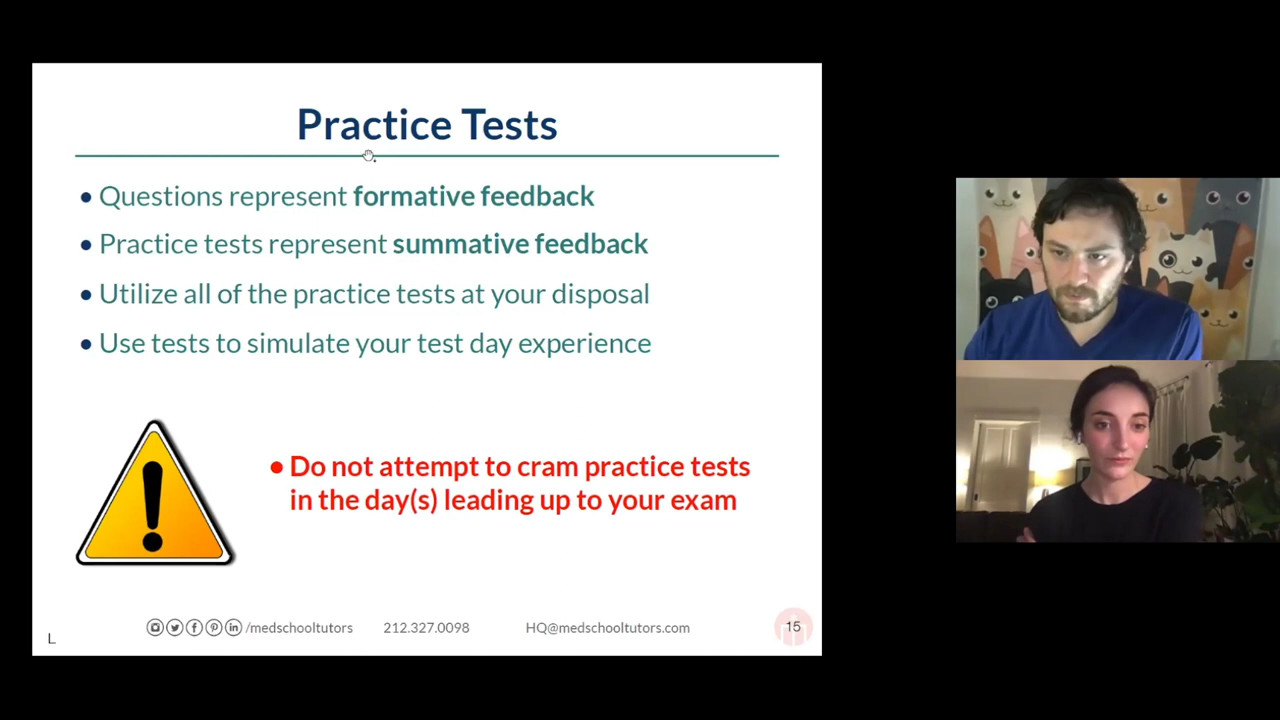 Practice Tests
• Questions represent formative feedback
• Practice tests represent summative feedback
• Utilize all of the practice tests at your disposal
• Use tests to simulate your test day experience
• Do not attempt to cram practice tests
in the day(s) leading up to your exam
L
/medschooltutors 212.327.0098 HQ@medschooltutors.com 15